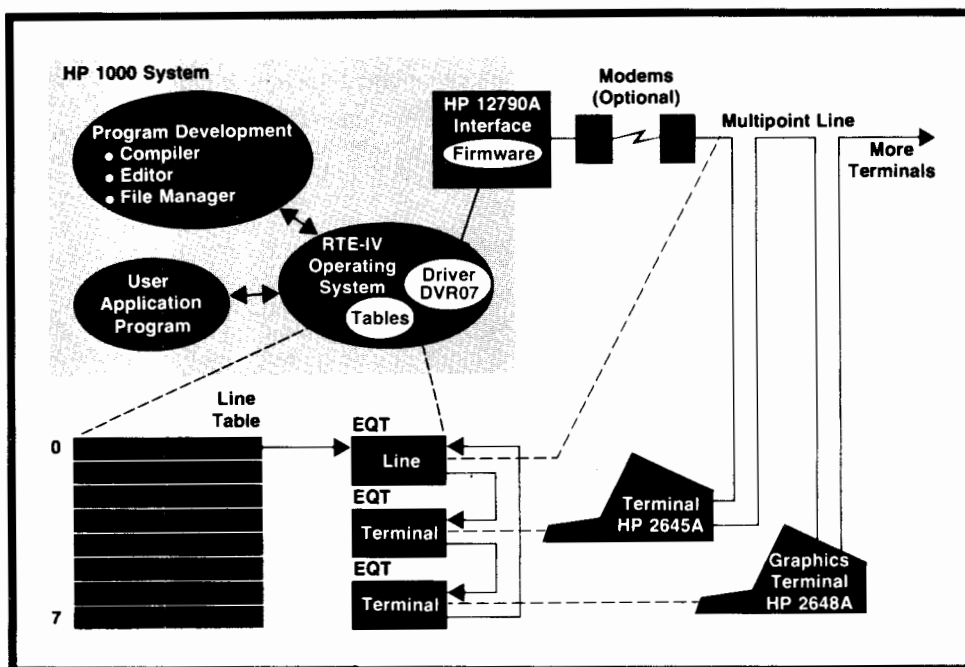 HP 1000 System
Program Development
• Compiler
• Editor
• File Manager
User
Application
Program
RTE-IV
Operating
System
Driver
DVR07
Tables
HP 12790A
Interface
Firmware
Modems
(Optional)
Multipoint Line
More
Terminals
Line
Table
0
7
EQT
Line
EQT
Terminal
EQT
Terminal
Terminal
HP 2645A
Graphics
Terminal
HP 2648A